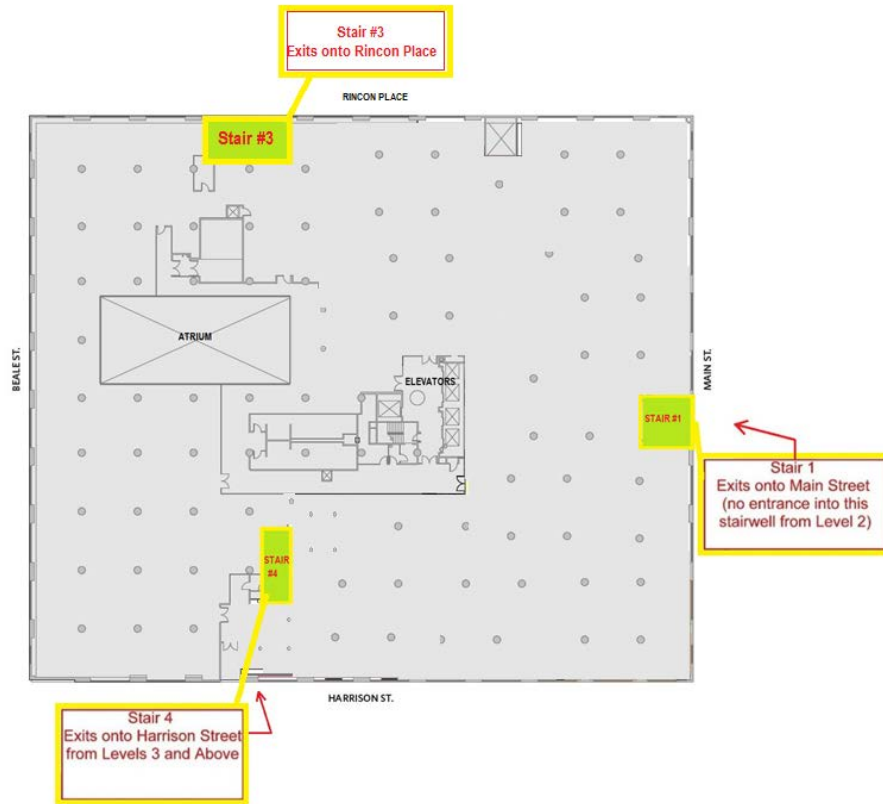 Stair #3
Exits onto Rincon Place
RINCON PLACE
Stair #3
ATRIUM
ELEVATORS
BEALE ST.
MAIN ST.
STAIR #1
Stair 1
Exits onto Main Street
(no entrance into this
stairwell from Level 2)
STAIR
#4
HARRISON ST.
Stair 4
Exits onto Harrison Street
from Levels 3 and Above